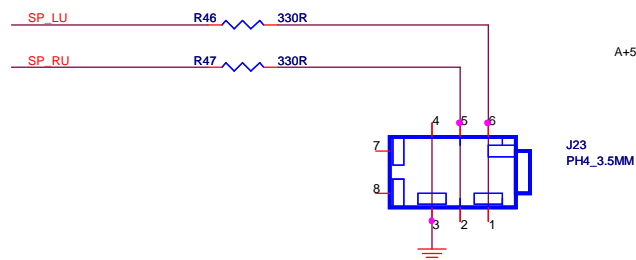 SP_LU R46 330R
A+5
SP_RU R47 330R
4 5 6
7
J23
PH4_3.5MM
8
3 2 1